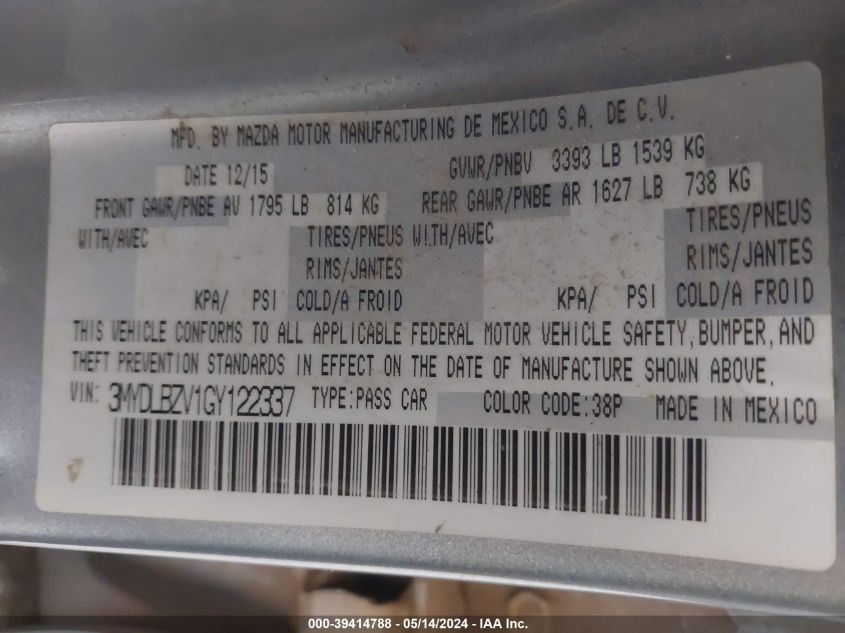 MFD. BY MAZDA MOTOR MANUFACTURING DE MEXICO S.A. DE C.V.
DATE 12/15 GVWR/PNBV 3393 LB 1539 KG
FRONT GAWR/PNBE AV 1795 LB 814 KG REAR GAWR/PNBE AR 1627 LB 738 KG
WITH/AVEC TIRES/PNEUS WITH/AVEC TIRES/PNEUS
RIMS/JANTES RIMS/JANTES
KPA/ PSI COLD/A FROID KPA/ PSI COLD/A FROID
THIS VEHICLE CONFORMS TO ALL APPLICABLE FEDERAL MOTOR VEHICLE SAFETY, BUMPER, AND
THEFT PREVENTION STANDARDS IN EFFECT ON THE DATE OF MANUFACTURE SHOWN ABOVE.
VIN: 3MYDLBZV1GY122337 TYPE:PASS CAR COLOR CODE:38P MADE IN MEXICO
000-39414788 - 05/14/2024 - IAA Inc.